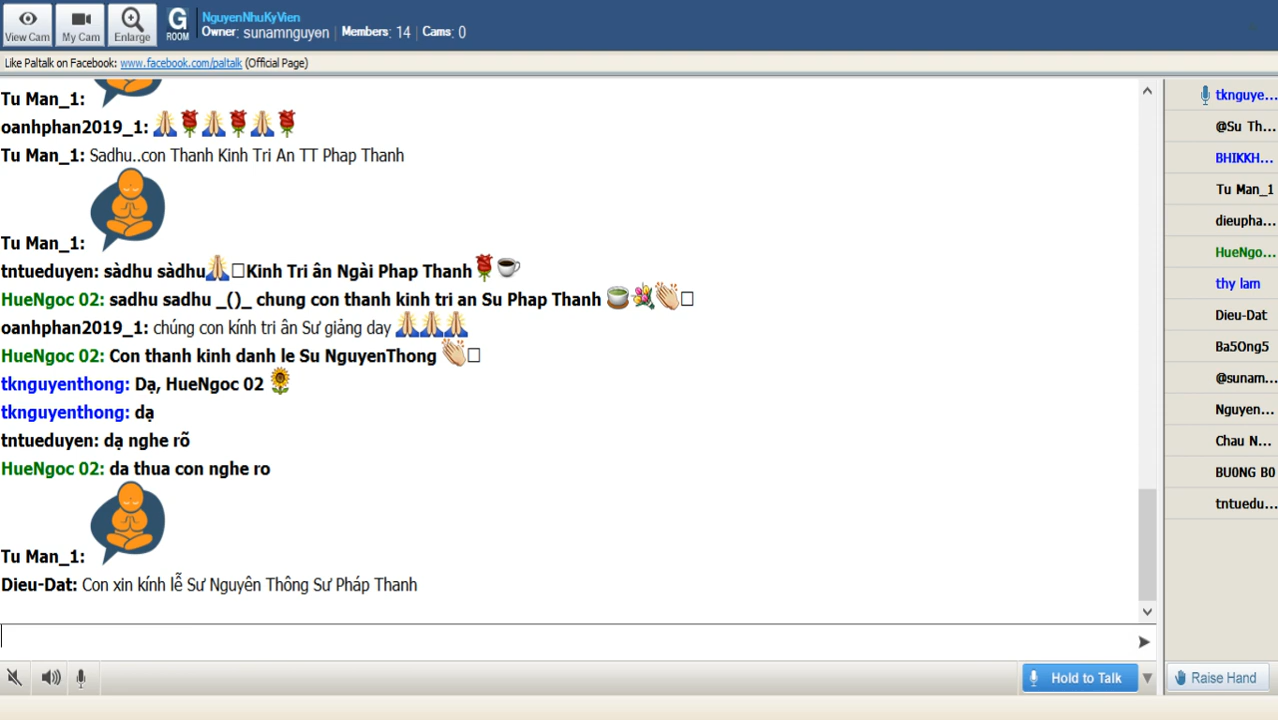 View Cam
My Cam
Enlarge
G
ROOM
NguyenNhuKyVien
Owner: sunamnguyen | Members: 14 | Cams: 0
Like Paltalk on Facebook: www.facebook.com/paltalk (Official Page)
Tu Man_1:
oanhphan2019_1: 🙏🌹🙏🌹🙏🌹
Tu Man_1: Sadhu..con Thanh Kinh Tri An TT Phap Thanh
Tu Man_1:
tntueduyen: sàdhu sàdhu🙏□Kinh Tri ân Ngài Phap Thanh🌹☕
HueNgoc 02: sadhu sadhu _()_ chung con thanh kinh tri an Su Phap Thanh 🍵💐👏□
oanhphan2019_1: chúng con kính tri ân Sư giảng day 🙏🙏🙏
HueNgoc 02: Con thanh kinh danh le Su NguyenThong 👏□
tknguyenthong: Dạ, HueNgoc 02 🌻
tknguyenthong: dạ
tntueduyen: dạ nghe rõ
HueNgoc 02: da thua con nghe ro
Tu Man_1:
Dieu-Dat: Con xin kính lễ Sư Nguyên Thông Sư Pháp Thanh
tknguye...
@Su Th...
BHIKKH...
Tu Man_1
dieupha...
HueNgo...
thy lam
Dieu-Dat
Ba5Ong5
@sunam...
Nguyen...
Chau N...
BU0NG B0
tntuedu...
Hold to Talk
Raise Hand